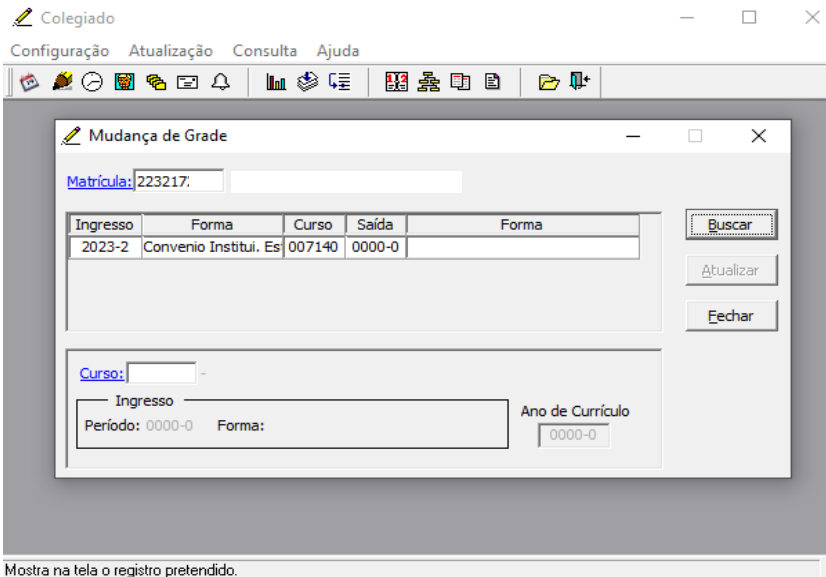 Colegiado
Configuração Atualização Consulta Ajuda
Mudança de Grade
Matrícula: 223217
Ingresso Forma Curso Saída Forma
2023-2 Convenio Institui. Es 007140 0000-0
Buscar
Atualizar
Fechar
Curso: -
Ingresso
Período: 0000-0 Forma:
Ano de Currículo
0000-0
Mostra na tela o registro pretendido.